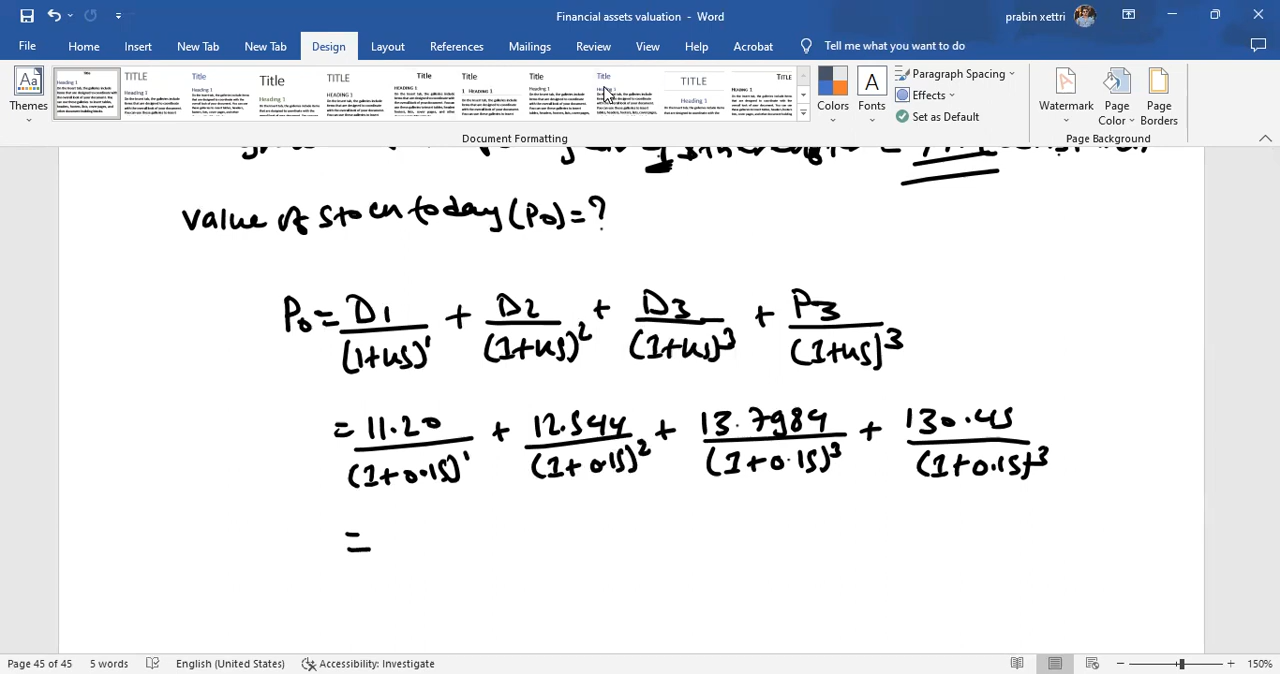 Financial assets valuation - Word prabin xettri
File Home Insert New Tab New Tab Design Layout References Mailings Review View Help Acrobat Tell me what you want to do
Themes Colors Fonts Paragraph Spacing Effects Set as Default Watermark Page Color Page Borders
Document Formatting Page Background
value of stock today (P0) = ?
P0 = D1/(1+ks)^1 + D2/(1+ks)^2 + D3/(1+ks)^3 + P3/(1+ks)^3
= 11.20/(1+0.15)^1 + 12.544/(1+0.15)^2 + 13.7984/(1+0.15)^3 + 130.45/(1+0.15)^3
=
Page 45 of 45 5 words English (United States) Accessibility: Investigate 150%